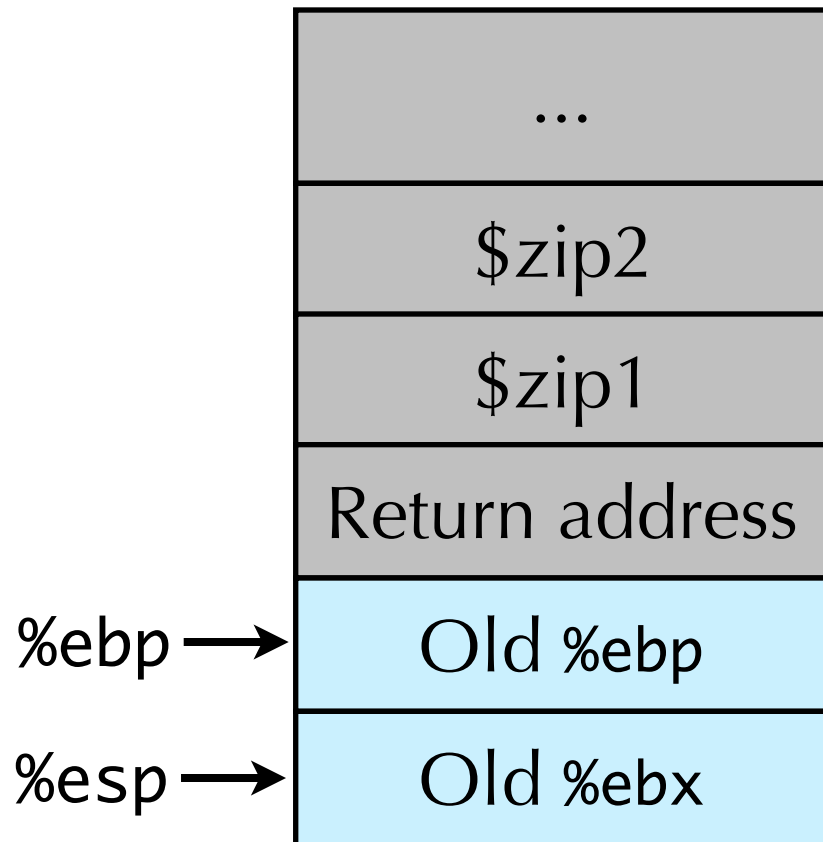 ...
$zip2
$zip1
Return address
%ebp Old %ebp
%esp Old %ebx